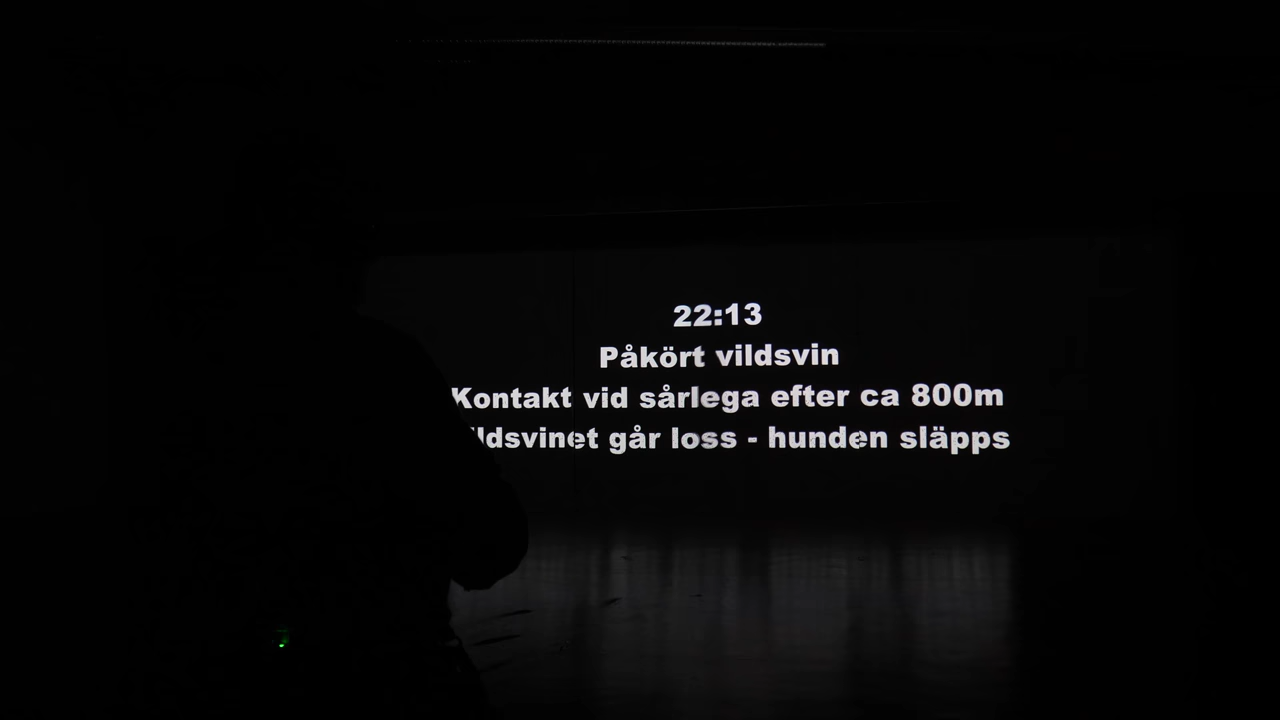 22:13
Påkört vildsvin
Kontakt vid sårlega efter ca 800m
går loss - hunden släpps